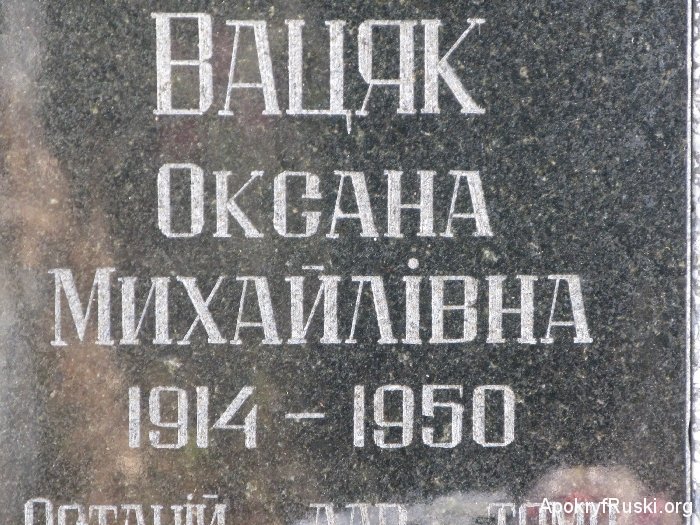 Вацяк
Оксана
Михайлівна
1914 – 1950
ApokryfRuski.org